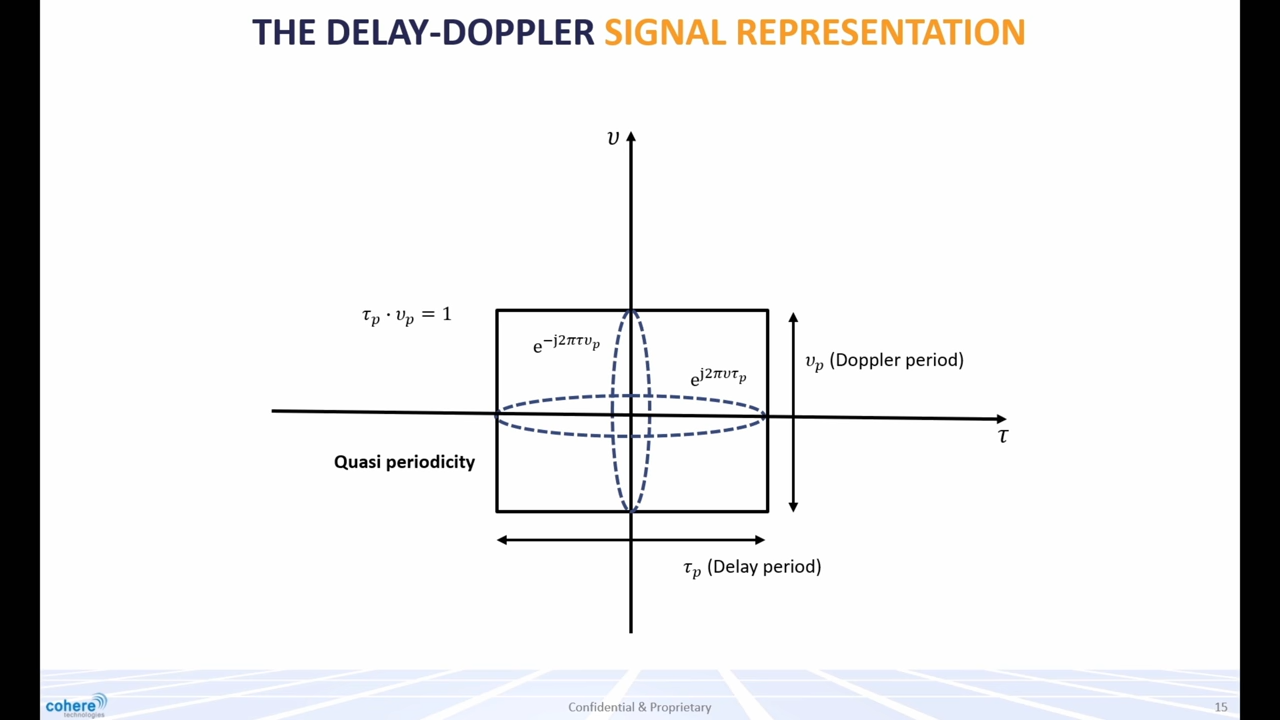 THE DELAY-DOPPLER SIGNAL REPRESENTATION
υ
τₚ · υₚ = 1
e^{−j2πτυₚ}
e^{j2πυτₚ}
υₚ (Doppler period)
τ
Quasi periodicity
τₚ (Delay period)
cohere
technologies
Confidential & Proprietary
15